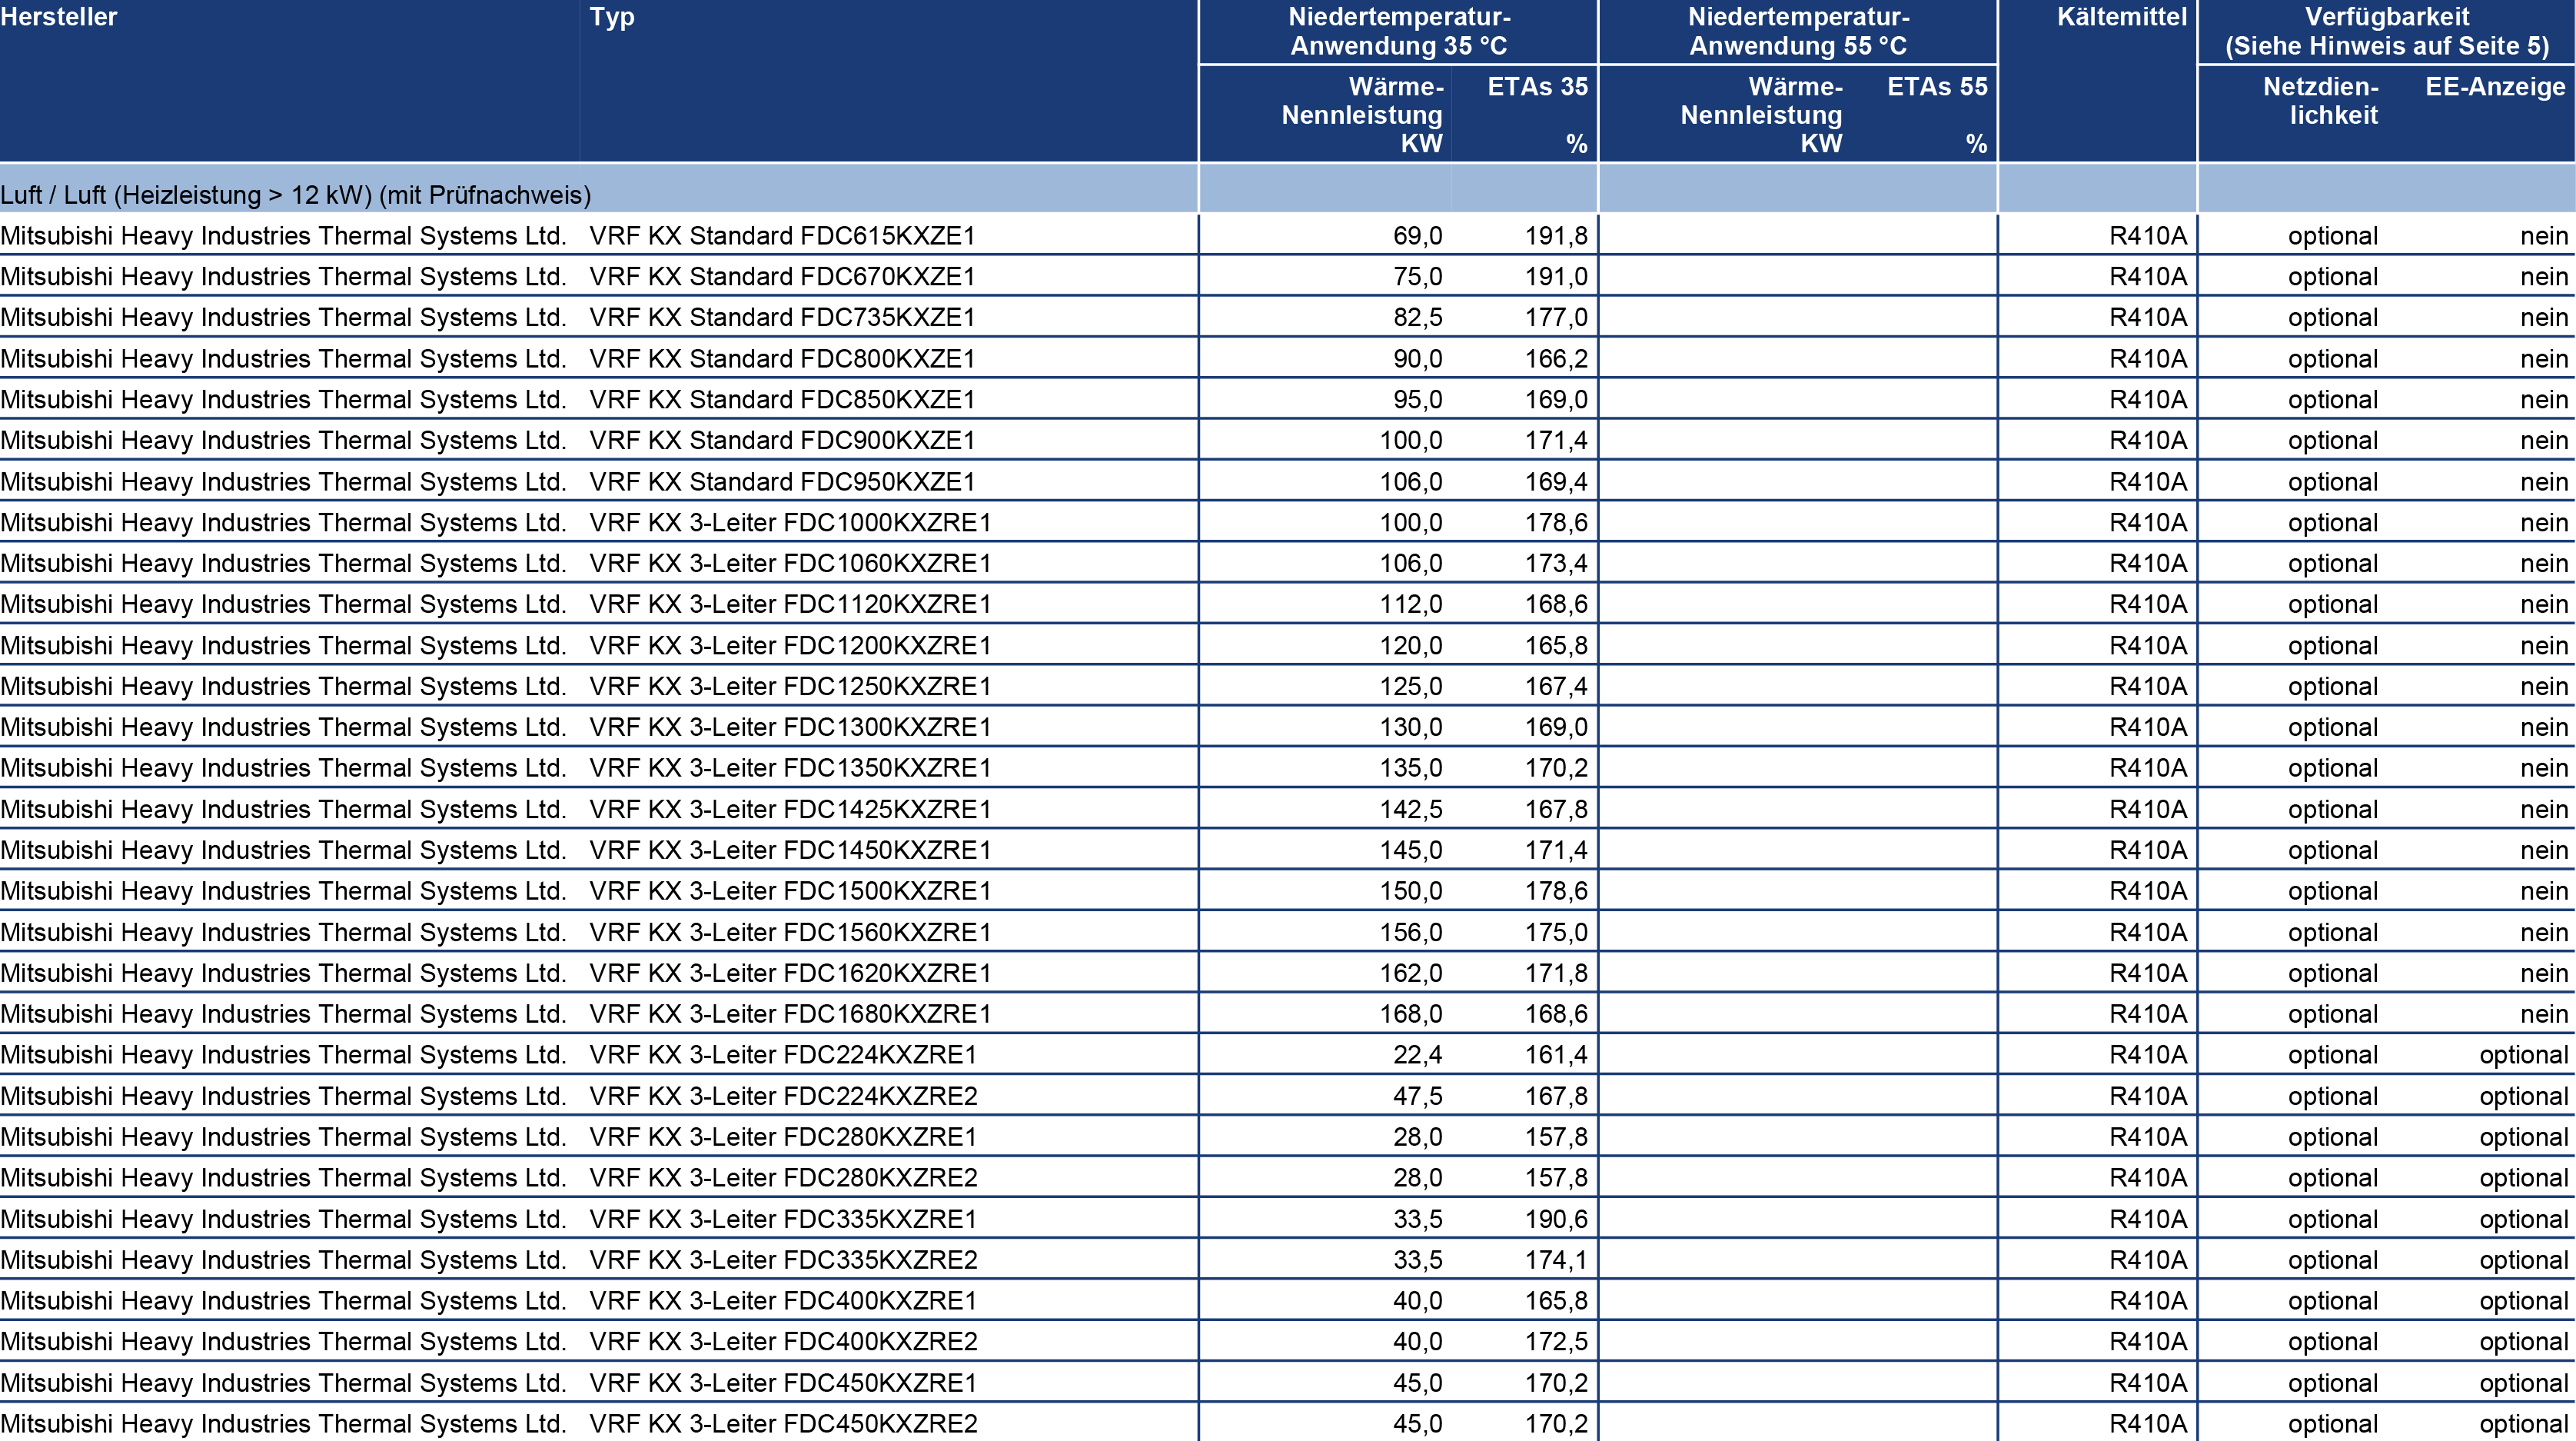 Hersteller Typ Niedertemperatur- Niedertemperatur- Kältemittel Verfügbarkeit
Anwendung 35 °C Anwendung 55 °C (Siehe Hinweis auf Seite 5)
Wärme- ETAs 35 Wärme- ETAs 55 Netzdien- EE-Anzeige
Nennleistung Nennleistung lichkeit
KW % KW %
Luft / Luft (Heizleistung > 12 kW) (mit Prüfnachweis)
Mitsubishi Heavy Industries Thermal Systems Ltd. VRF KX Standard FDC615KXZE1 69,0 191,8 R410A optional nein
Mitsubishi Heavy Industries Thermal Systems Ltd. VRF KX Standard FDC670KXZE1 75,0 191,0 R410A optional nein
Mitsubishi Heavy Industries Thermal Systems Ltd. VRF KX Standard FDC735KXZE1 82,5 177,0 R410A optional nein
Mitsubishi Heavy Industries Thermal Systems Ltd. VRF KX Standard FDC800KXZE1 90,0 166,2 R410A optional nein
Mitsubishi Heavy Industries Thermal Systems Ltd. VRF KX Standard FDC850KXZE1 95,0 169,0 R410A optional nein
Mitsubishi Heavy Industries Thermal Systems Ltd. VRF KX Standard FDC900KXZE1 100,0 171,4 R410A optional nein
Mitsubishi Heavy Industries Thermal Systems Ltd. VRF KX Standard FDC950KXZE1 106,0 169,4 R410A optional nein
Mitsubishi Heavy Industries Thermal Systems Ltd. VRF KX 3-Leiter FDC1000KXZRE1 100,0 178,6 R410A optional nein
Mitsubishi Heavy Industries Thermal Systems Ltd. VRF KX 3-Leiter FDC1060KXZRE1 106,0 173,4 R410A optional nein
Mitsubishi Heavy Industries Thermal Systems Ltd. VRF KX 3-Leiter FDC1120KXZRE1 112,0 168,6 R410A optional nein
Mitsubishi Heavy Industries Thermal Systems Ltd. VRF KX 3-Leiter FDC1200KXZRE1 120,0 165,8 R410A optional nein
Mitsubishi Heavy Industries Thermal Systems Ltd. VRF KX 3-Leiter FDC1250KXZRE1 125,0 167,4 R410A optional nein
Mitsubishi Heavy Industries Thermal Systems Ltd. VRF KX 3-Leiter FDC1300KXZRE1 130,0 169,0 R410A optional nein
Mitsubishi Heavy Industries Thermal Systems Ltd. VRF KX 3-Leiter FDC1350KXZRE1 135,0 170,2 R410A optional nein
Mitsubishi Heavy Industries Thermal Systems Ltd. VRF KX 3-Leiter FDC1425KXZRE1 142,5 167,8 R410A optional nein
Mitsubishi Heavy Industries Thermal Systems Ltd. VRF KX 3-Leiter FDC1450KXZRE1 145,0 171,4 R410A optional nein
Mitsubishi Heavy Industries Thermal Systems Ltd. VRF KX 3-Leiter FDC1500KXZRE1 150,0 178,6 R410A optional nein
Mitsubishi Heavy Industries Thermal Systems Ltd. VRF KX 3-Leiter FDC1560KXZRE1 156,0 175,0 R410A optional nein
Mitsubishi Heavy Industries Thermal Systems Ltd. VRF KX 3-Leiter FDC1620KXZRE1 162,0 171,8 R410A optional nein
Mitsubishi Heavy Industries Thermal Systems Ltd. VRF KX 3-Leiter FDC1680KXZRE1 168,0 168,6 R410A optional nein
Mitsubishi Heavy Industries Thermal Systems Ltd. VRF KX 3-Leiter FDC224KXZRE1 22,4 161,4 R410A optional optional
Mitsubishi Heavy Industries Thermal Systems Ltd. VRF KX 3-Leiter FDC224KXZRE2 47,5 167,8 R410A optional optional
Mitsubishi Heavy Industries Thermal Systems Ltd. VRF KX 3-Leiter FDC280KXZRE1 28,0 157,8 R410A optional optional
Mitsubishi Heavy Industries Thermal Systems Ltd. VRF KX 3-Leiter FDC280KXZRE2 28,0 157,8 R410A optional optional
Mitsubishi Heavy Industries Thermal Systems Ltd. VRF KX 3-Leiter FDC335KXZRE1 33,5 190,6 R410A optional optional
Mitsubishi Heavy Industries Thermal Systems Ltd. VRF KX 3-Leiter FDC335KXZRE2 33,5 174,1 R410A optional optional
Mitsubishi Heavy Industries Thermal Systems Ltd. VRF KX 3-Leiter FDC400KXZRE1 40,0 165,8 R410A optional optional
Mitsubishi Heavy Industries Thermal Systems Ltd. VRF KX 3-Leiter FDC400KXZRE2 40,0 172,5 R410A optional optional
Mitsubishi Heavy Industries Thermal Systems Ltd. VRF KX 3-Leiter FDC450KXZRE1 45,0 170,2 R410A optional optional
Mitsubishi Heavy Industries Thermal Systems Ltd. VRF KX 3-Leiter FDC450KXZRE2 45,0 170,2 R410A optional optional